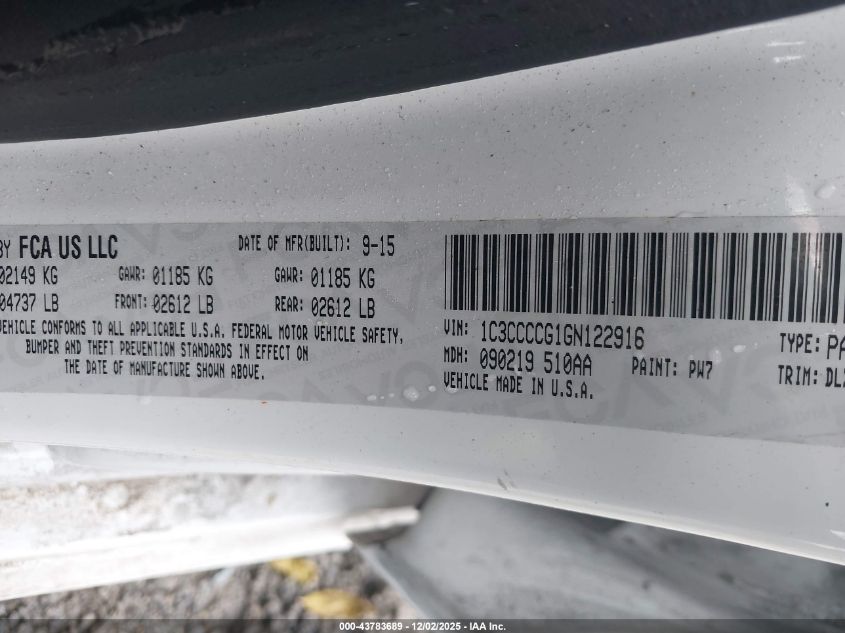 BY FCA US LLC DATE OF MFR(BUILT): 9-15
02149 KG GAWR: 01185 KG GAWR: 01185 KG
04737 LB FRONT: 02612 LB REAR: 02612 LB
VEHICLE CONFORMS TO ALL APPLICABLE U.S.A. FEDERAL MOTOR VEHICLE SAFETY,
BUMPER AND THEFT PREVENTION STANDARDS IN EFFECT ON
THE DATE OF MANUFACTURE SHOWN ABOVE.
VIN: 1C3CCCCG1GN122916 TYPE: PA
MDH: 090219 510AA PAINT: PW7 TRIM: DL
VEHICLE MADE IN U.S.A.
000-43783689 - 12/02/2025 - IAA Inc.